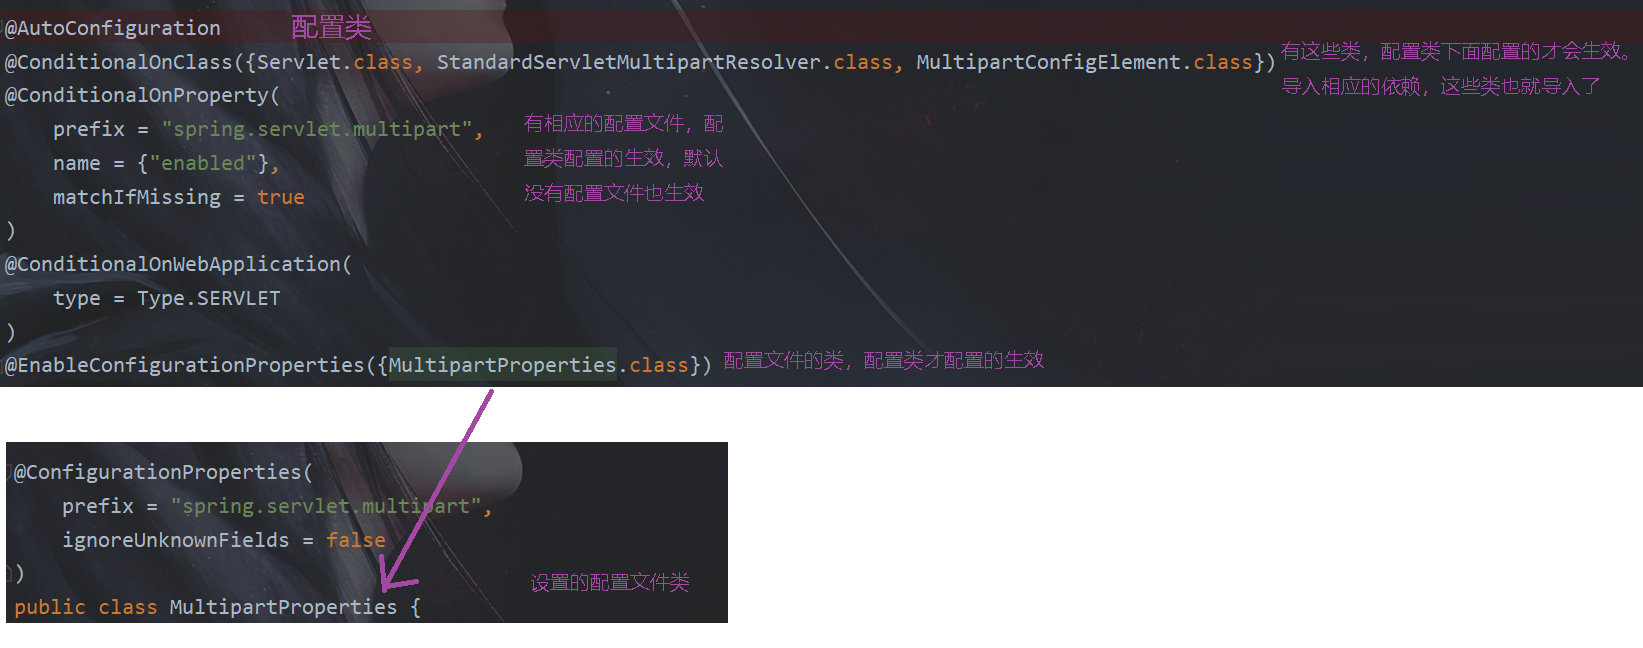 @AutoConfiguration 配置类
@ConditionalOnClass({Servlet.class, StandardServletMultipartResolver.class, MultipartConfigElement.class})
有这些类，配置类下面配置的才会生效。
导入相应的依赖，这些类也就导入了
@ConditionalOnProperty(
prefix = "spring.servlet.multipart",
name = {"enabled"},
matchIfMissing = true
)
有相应的配置文件，配
置类配置的生效，默认
没有配置文件也生效
@ConditionalOnWebApplication(
type = Type.SERVLET
)
@EnableConfigurationProperties({MultipartProperties.class}) 配置文件的类，配置类才配置的生效
@ConfigurationProperties(
prefix = "spring.servlet.multipart",
ignoreUnknownFields = false
)
设置的配置文件类
public class MultipartProperties {